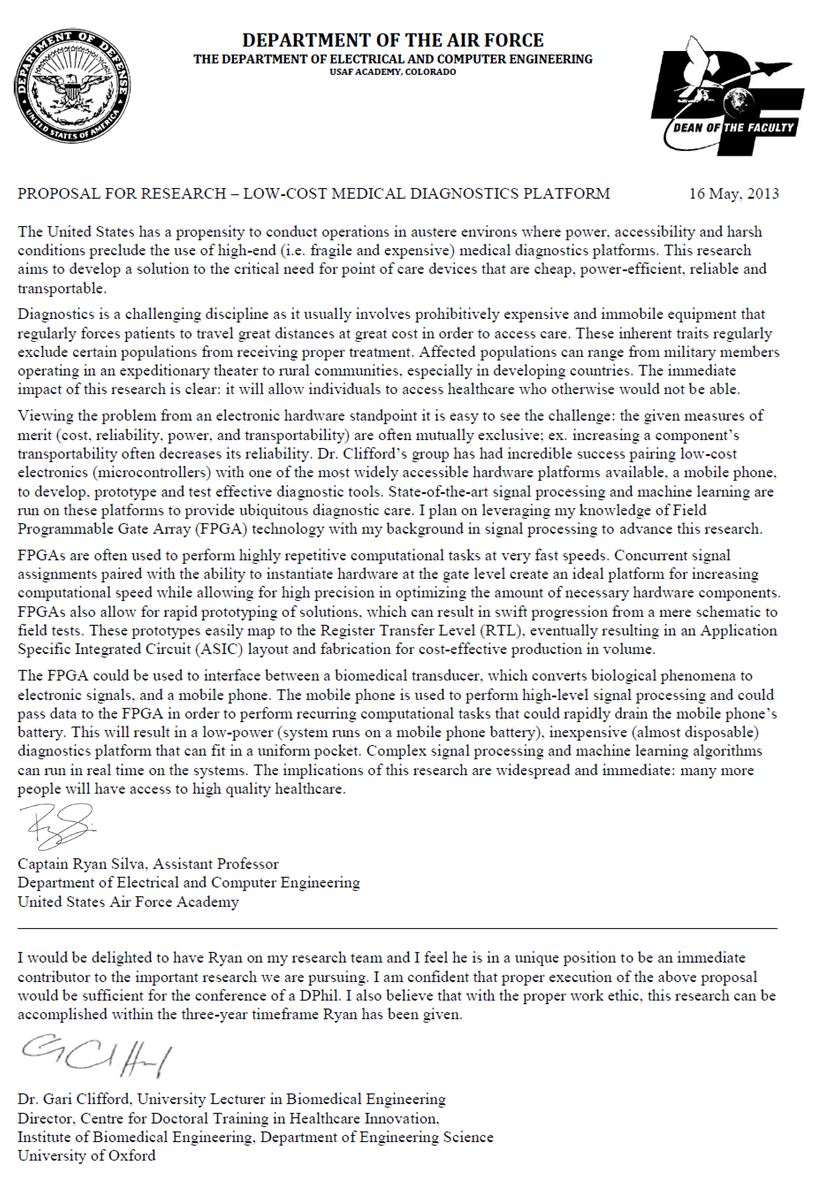 DEPARTMENT OF DEFENSE
UNITED STATES OF AMERICA
DEPARTMENT OF THE AIR FORCE
THE DEPARTMENT OF ELECTRICAL AND COMPUTER ENGINEERING
USAF ACADEMY, COLORADO
DF
DEAN OF THE FACULTY
PROPOSAL FOR RESEARCH – LOW-COST MEDICAL DIAGNOSTICS PLATFORM 16 May, 2013
The United States has a propensity to conduct operations in austere environs where power, accessibility and harsh
conditions preclude the use of high-end (i.e. fragile and expensive) medical diagnostics platforms. This research
aims to develop a solution to the critical need for point of care devices that are cheap, power-efficient, reliable and
transportable.
Diagnostics is a challenging discipline as it usually involves prohibitively expensive and immobile equipment that
regularly forces patients to travel great distances at great cost in order to access care. These inherent traits regularly
exclude certain populations from receiving proper treatment. Affected populations can range from military members
operating in an expeditionary theater to rural communities, especially in developing countries. The immediate
impact of this research is clear: it will allow individuals to access healthcare who otherwise would not be able.
Viewing the problem from an electronic hardware standpoint it is easy to see the challenge: the given measures of
merit (cost, reliability, power, and transportability) are often mutually exclusive; ex. increasing a component's
transportability often decreases its reliability. Dr. Clifford's group has had incredible success pairing low-cost
electronics (microcontrollers) with one of the most widely accessible hardware platforms available, a mobile phone,
to develop, prototype and test effective diagnostic tools. State-of-the-art signal processing and machine learning are
run on these platforms to provide ubiquitous diagnostic care. I plan on leveraging my knowledge of Field
Programmable Gate Array (FPGA) technology with my background in signal processing to advance this research.
FPGAs are often used to perform highly repetitive computational tasks at very fast speeds. Concurrent signal
assignments paired with the ability to instantiate hardware at the gate level create an ideal platform for increasing
computational speed while allowing for high precision in optimizing the amount of necessary hardware components.
FPGAs also allow for rapid prototyping of solutions, which can result in swift progression from a mere schematic to
field tests. These prototypes easily map to the Register Transfer Level (RTL), eventually resulting in an Application
Specific Integrated Circuit (ASIC) layout and fabrication for cost-effective production in volume.
The FPGA could be used to interface between a biomedical transducer, which converts biological phenomena to
electronic signals, and a mobile phone. The mobile phone is used to perform high-level signal processing and could
pass data to the FPGA in order to perform recurring computational tasks that could rapidly drain the mobile phone's
battery. This will result in a low-power (system runs on a mobile phone battery), inexpensive (almost disposable)
diagnostics platform that can fit in a uniform pocket. Complex signal processing and machine learning algorithms
can run in real time on the systems. The implications of this research are widespread and immediate: many more
people will have access to high quality healthcare.
Captain Ryan Silva, Assistant Professor
Department of Electrical and Computer Engineering
United States Air Force Academy
I would be delighted to have Ryan on my research team and I feel he is in a unique position to be an immediate
contributor to the important research we are pursuing. I am confident that proper execution of the above proposal
would be sufficient for the conference of a DPhil. I also believe that with the proper work ethic, this research can be
accomplished within the three-year timeframe Ryan has been given.
Dr. Gari Clifford, University Lecturer in Biomedical Engineering
Director, Centre for Doctoral Training in Healthcare Innovation,
Institute of Biomedical Engineering, Department of Engineering Science
University of Oxford